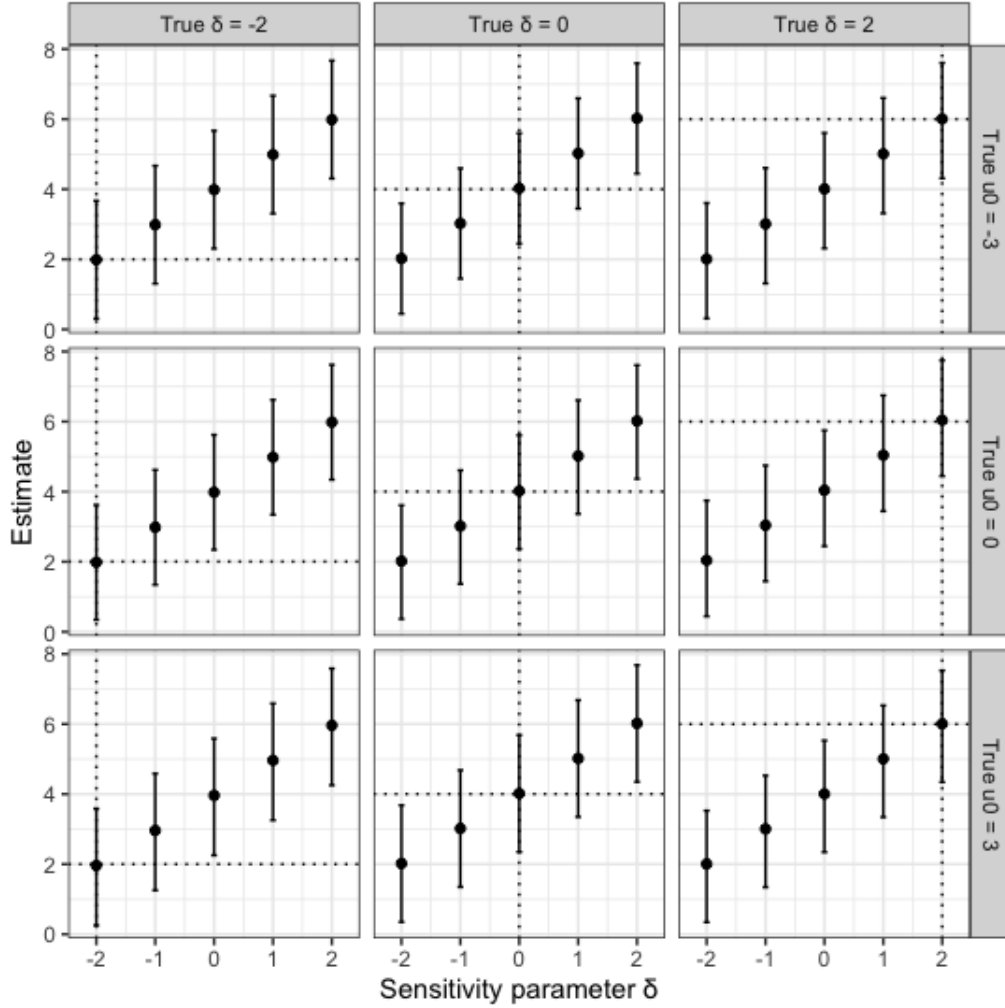 True δ = -2
True δ = 0
True δ = 2
8
6
4
2
0
True u0 = -3
8
6
4
2
0
True u0 = 0
8
6
4
2
0
True u0 = 3
Estimate
-2 -1 0 1 2
-2 -1 0 1 2
-2 -1 0 1 2
Sensitivity parameter δ